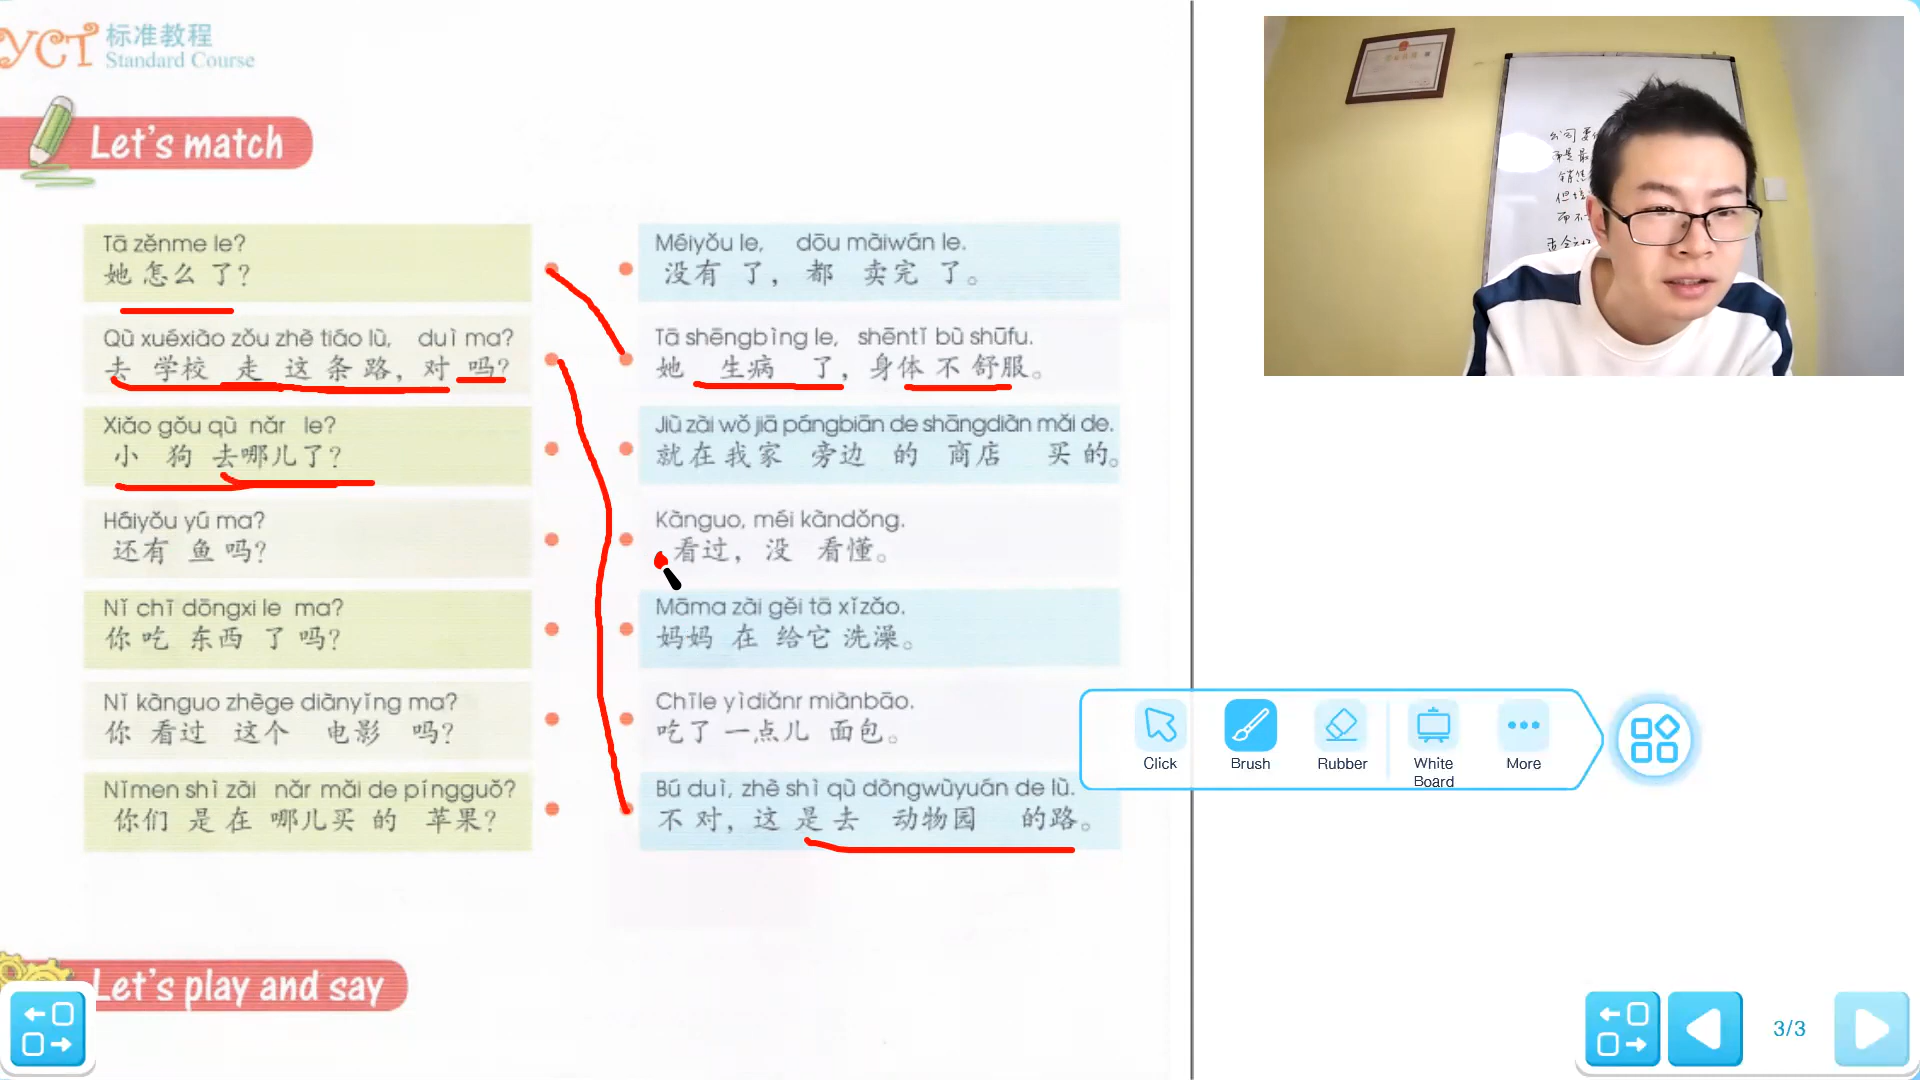 YCT 标准教程
Standard Course
Let's match
Tā zěnme le?
她 怎么 了?
Qù xuéxiào zǒu zhè tiáo lù, duì ma?
去 学校 走 这 条 路, 对 吗?
Xiǎo gǒu qù nǎr le?
小 狗 去哪儿了?
Háiyǒu yú ma?
还有 鱼 吗?
Nǐ chī dōngxi le ma?
你 吃 东西 了 吗?
Nǐ kànguo zhège diànyǐng ma?
你 看过 这个 电影 吗?
Nǐmen shì zài nǎr mǎi de píngguǒ?
你们 是 在 哪儿买 的 苹果?
Méiyǒu le, dōu màiwán le.
没有 了, 都 卖完 了。
Tā shēngbìng le, shēntǐ bù shūfu.
她 生病 了, 身体 不 舒服。
Jiù zài wǒ jiā pángbiān de shāngdiàn mǎi de.
就 在 我 家 旁边 的 商店 买 的。
Kànguo, méi kàndǒng.
看过, 没 看懂。
Māma zài gěi tā xǐzǎo.
妈妈 在 给它 洗澡。
Chīle yìdiǎnr miànbāo.
吃了 一点儿 面包。
Bú duì, zhè shì qù dòngwùyuán de lù.
不 对, 这 是 去 动物园 的路。
Let's play and say
Click
Brush
Rubber
White Board
More
3/3